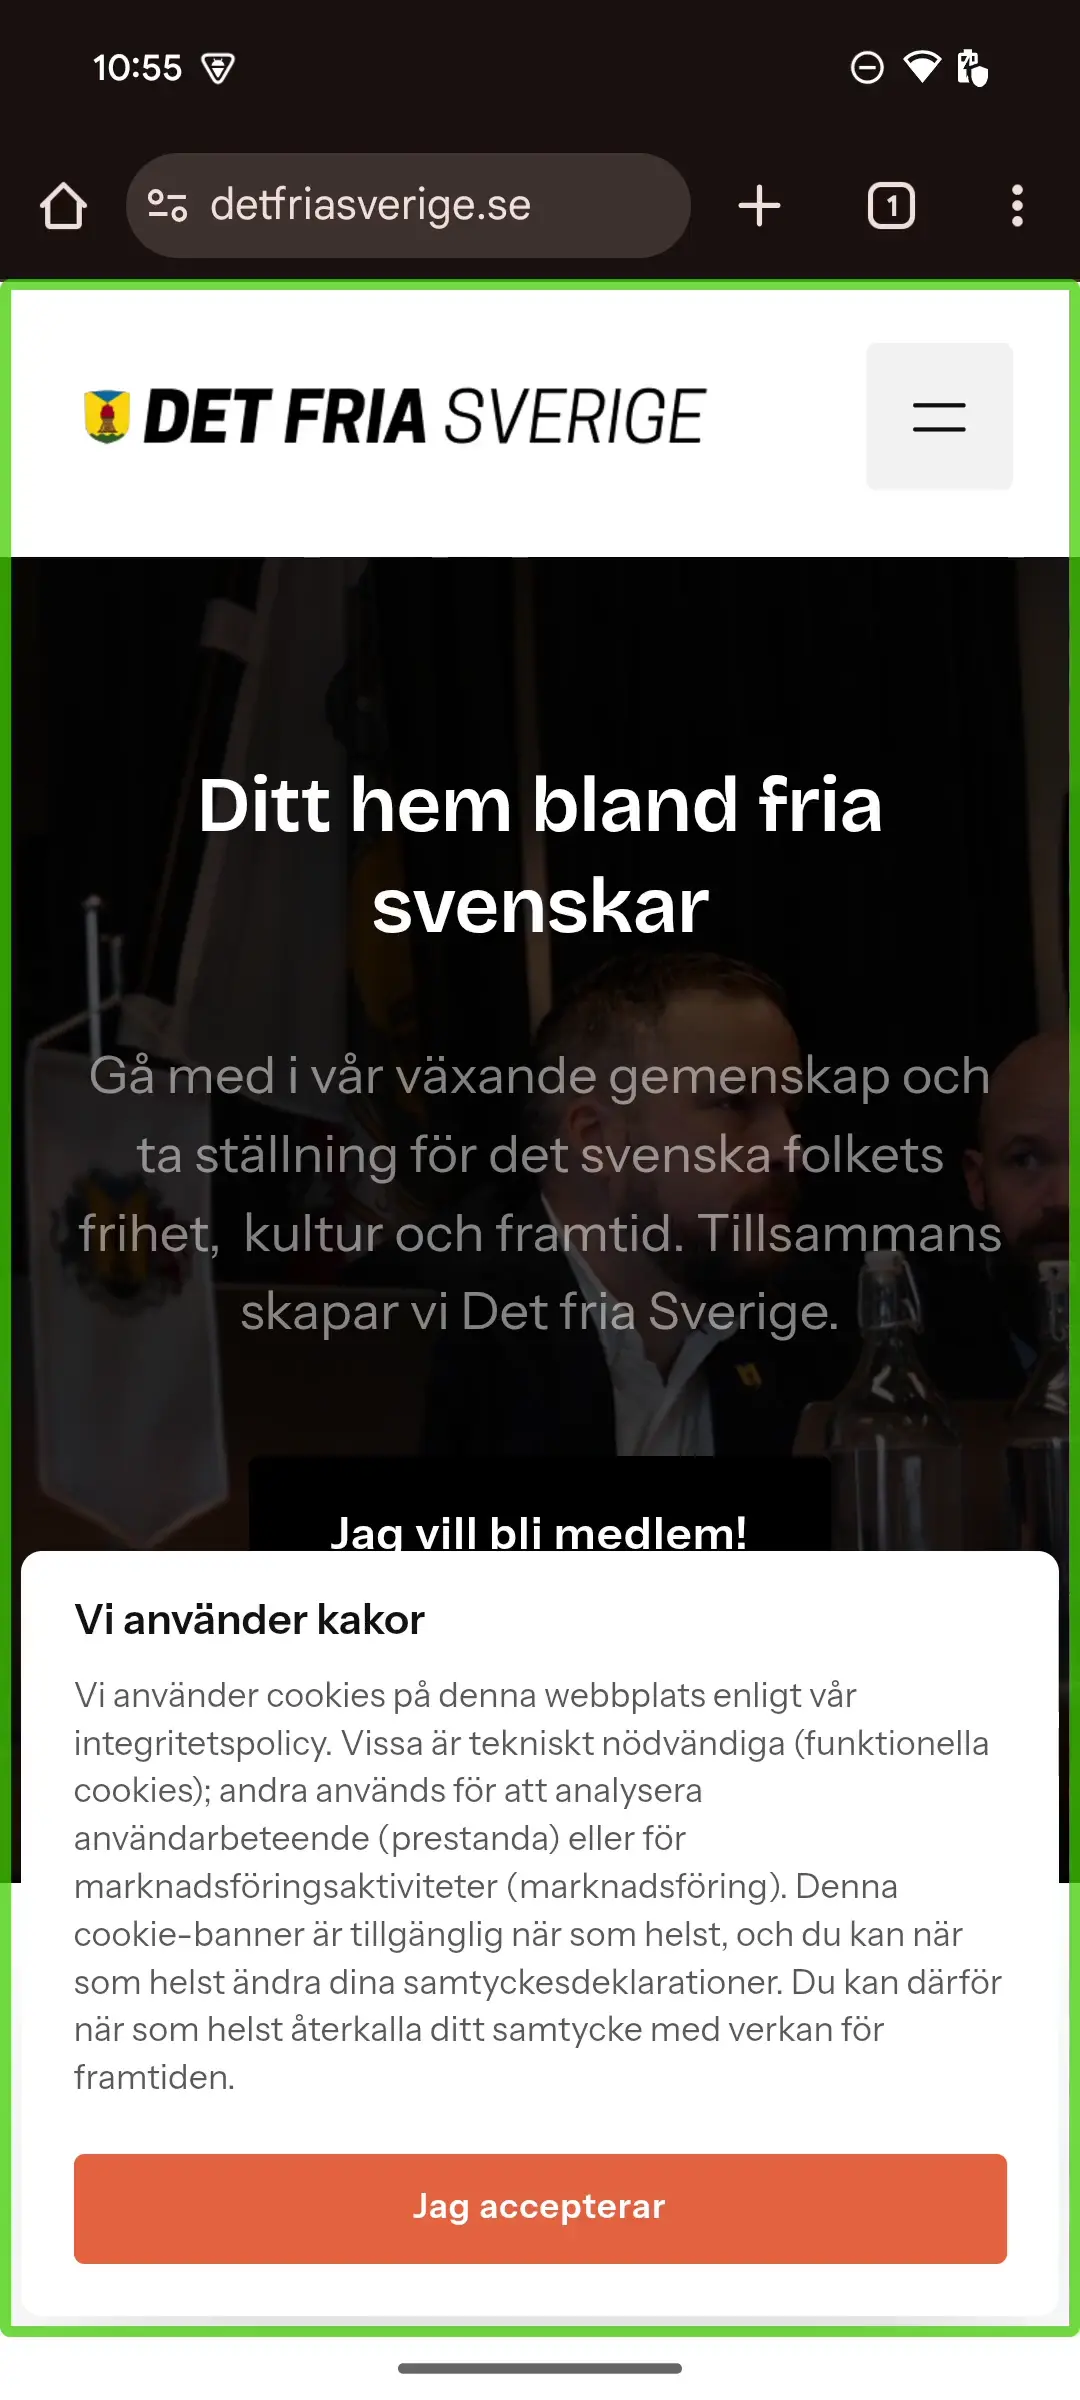 10:55
detfriasverige.se
1
DET FRIA SVERIGE
Ditt hem bland fria
svenskar
Gå med i vår växande gemenskap och
ta ställning för det svenska folkets
frihet, kultur och framtid. Tillsammans
skapar vi Det fria Sverige.
Jag vill bli medlem!
Vi använder kakor
Vi använder cookies på denna webbplats enligt vår
integritetspolicy. Vissa är tekniskt nödvändiga (funktionella
cookies); andra används för att analysera
användarbeteende (prestanda) eller för
marknadsföringsaktiviteter (marknadsföring). Denna
cookie-banner är tillgänglig när som helst, och du kan när
som helst ändra dina samtyckesdeklarationer. Du kan därför
när som helst återkalla ditt samtycke med verkan för
framtiden.
Jag accepterar